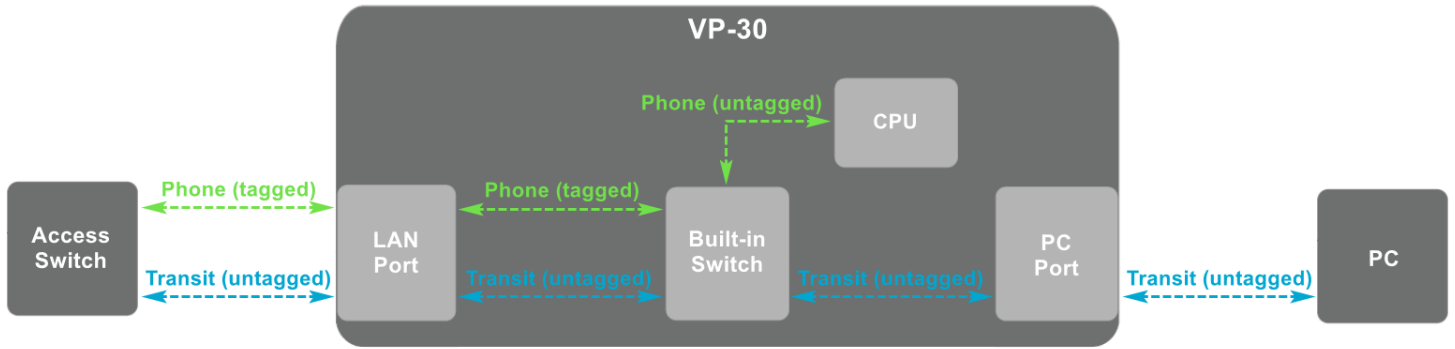 VP-30
Phone (untagged)
CPU
Phone (tagged)
Phone (tagged)
Access
Switch
LAN
Port
Built-in
Switch
PC
Port
PC
Transit (untagged)
Transit (untagged)
Transit (untagged)
Transit (untagged)